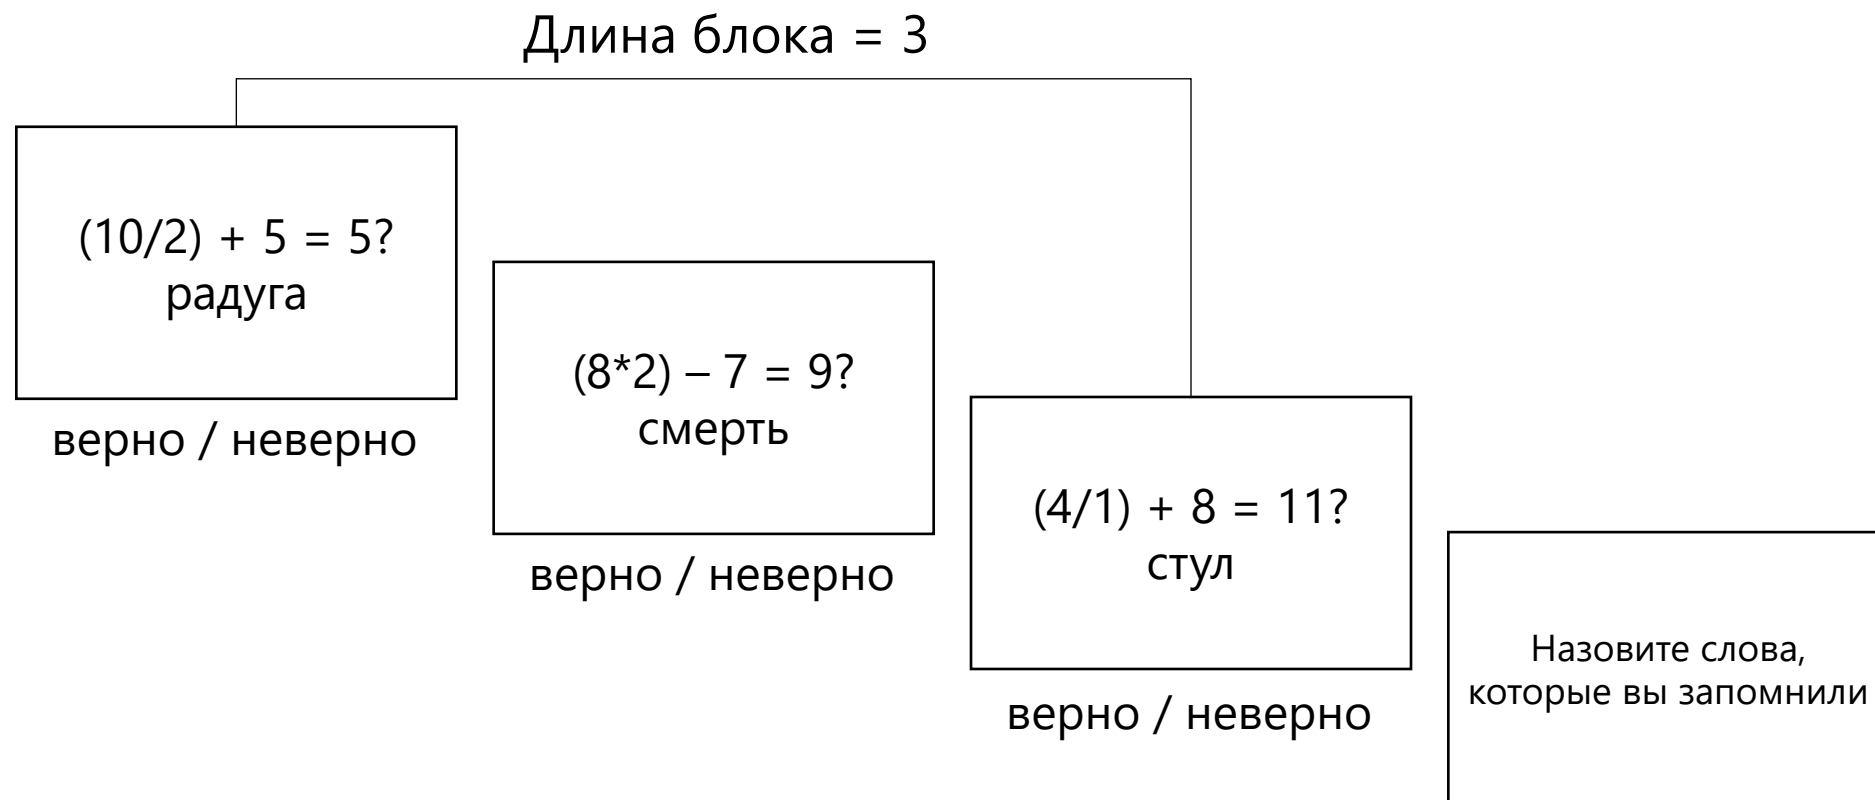 Длина блока = 3
(10/2) + 5 = 5?
радуга
верно / неверно
(8*2) – 7 = 9?
смерть
верно / неверно
(4/1) + 8 = 11?
стул
верно / неверно
Назовите слова,
которые вы запомнили